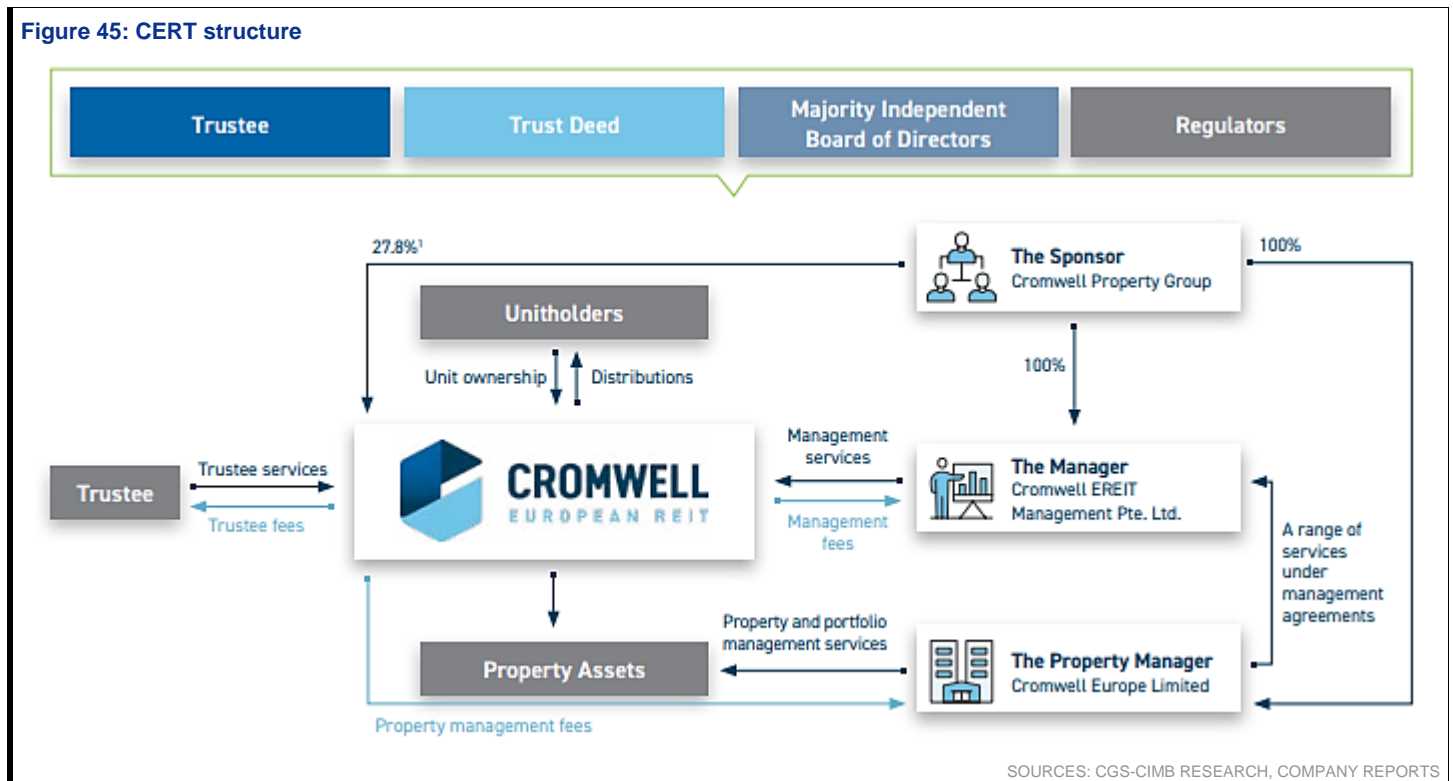 Figure 45: CERT structure
Trustee
Trust Deed
Majority Independent
Board of Directors
Regulators
27.8%¹
The Sponsor
Cromwell Property Group
100%
Unitholders
100%
Unit ownership
Distributions
Trustee
Trustee services
Trustee fees
CROMWELL
EUROPEAN REIT
Management
services
Management
fees
The Manager
Cromwell EREIT
Management Pte. Ltd.
A range of
services
under
management
agreements
Property Assets
Property and portfolio
management services
The Property Manager
Cromwell Europe Limited
Property management fees
SOURCES: CGS-CIMB RESEARCH, COMPANY REPORTS